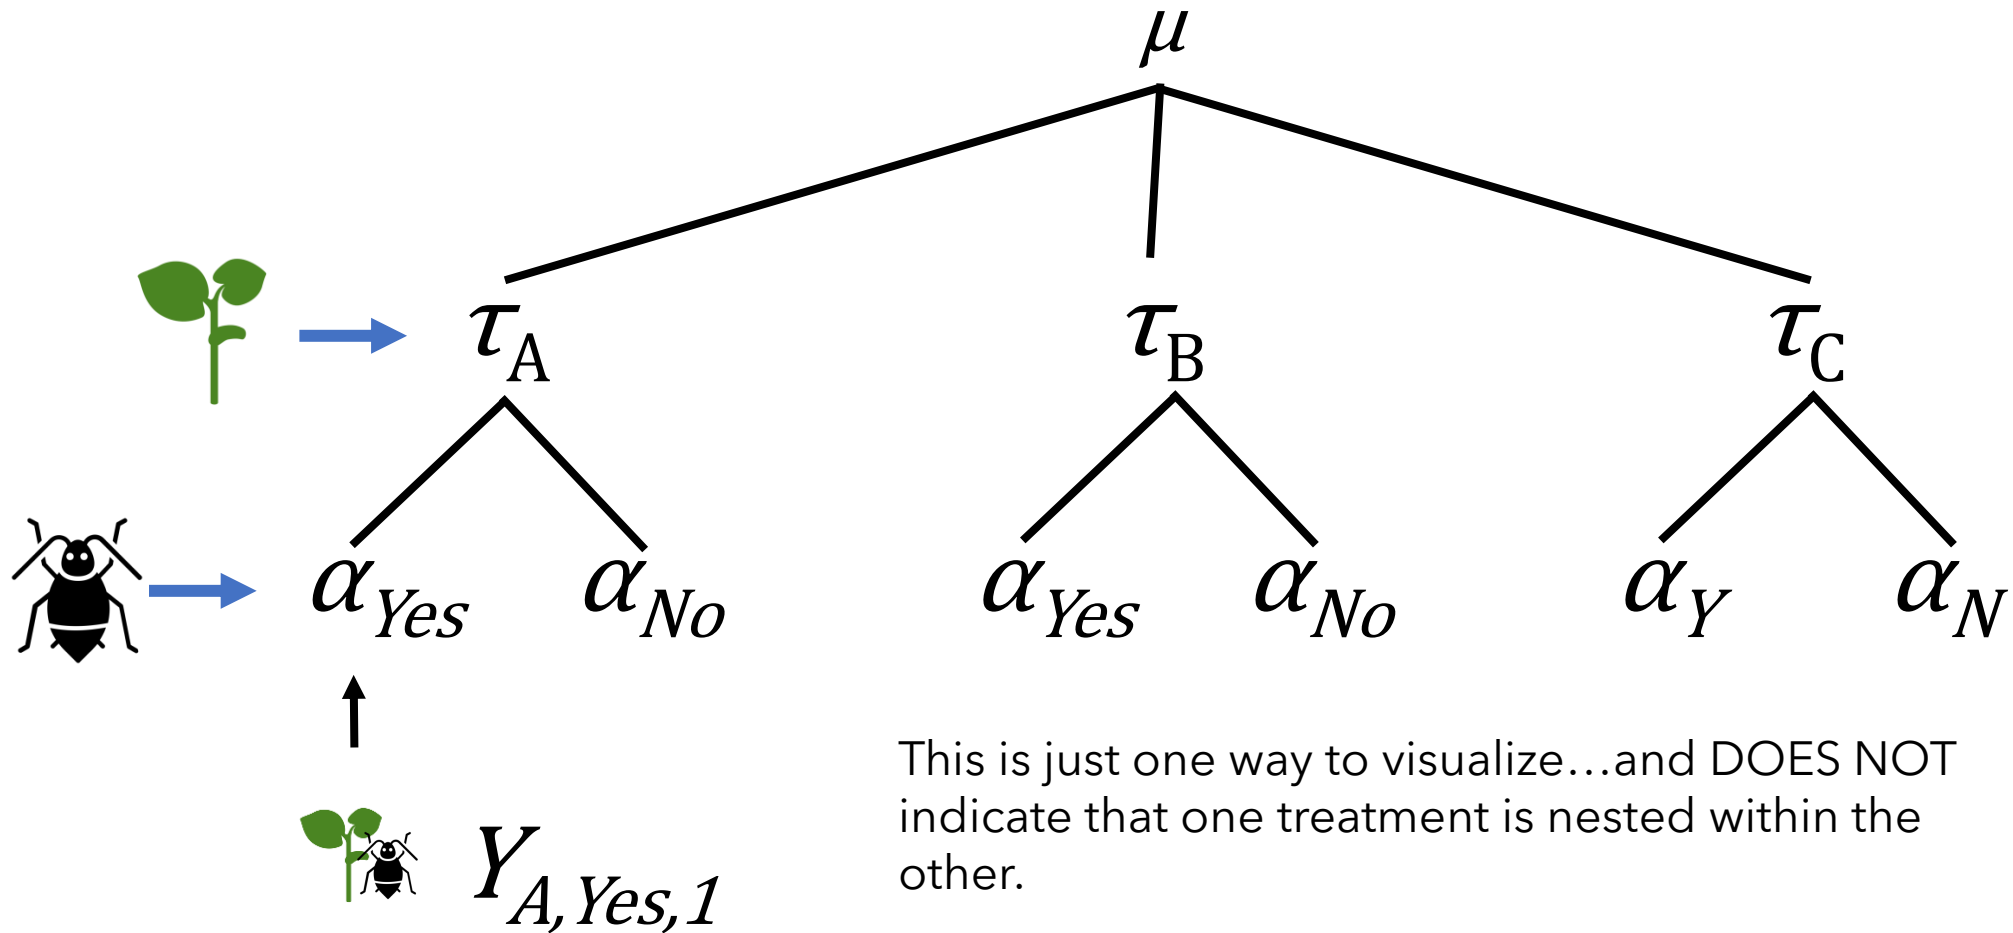 μ
τA τB τC
αYes αNo αYes αNo αY αN
This is just one way to visualize…and DOES NOT
indicate that one treatment is nested within the
other.
YA,Yes,1